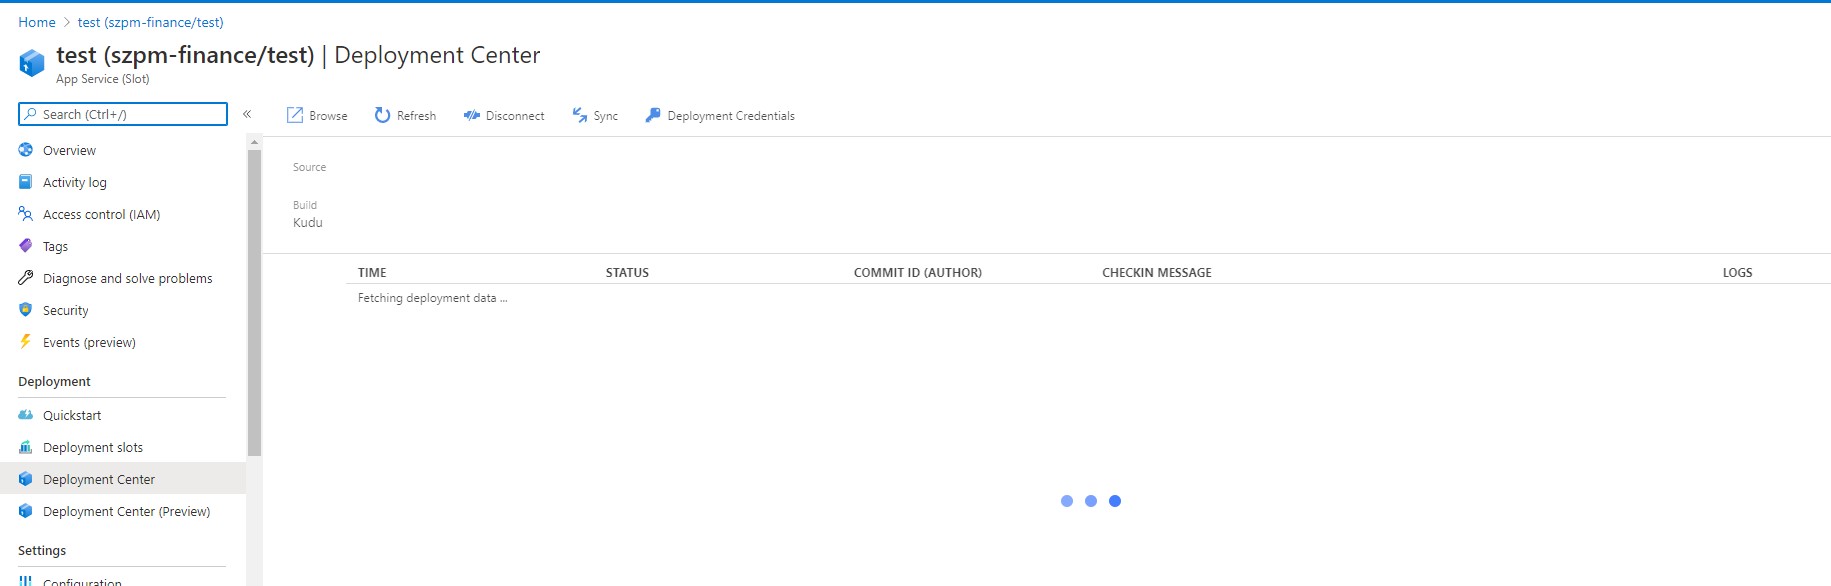 Home > test (szpm-finance/test)
test (szpm-finance/test) | Deployment Center
App Service (Slot)
Search (Ctrl+/)
«
Browse
Refresh
Disconnect
Sync
Deployment Credentials
Overview
Activity log
Access control (IAM)
Tags
Diagnose and solve problems
Security
Events (preview)
Deployment
Quickstart
Deployment slots
Deployment Center
Deployment Center (Preview)
Settings
Configuration
Source
Build
Kudu
TIME STATUS COMMIT ID (AUTHOR) CHECKIN MESSAGE LOGS
Fetching deployment data ...